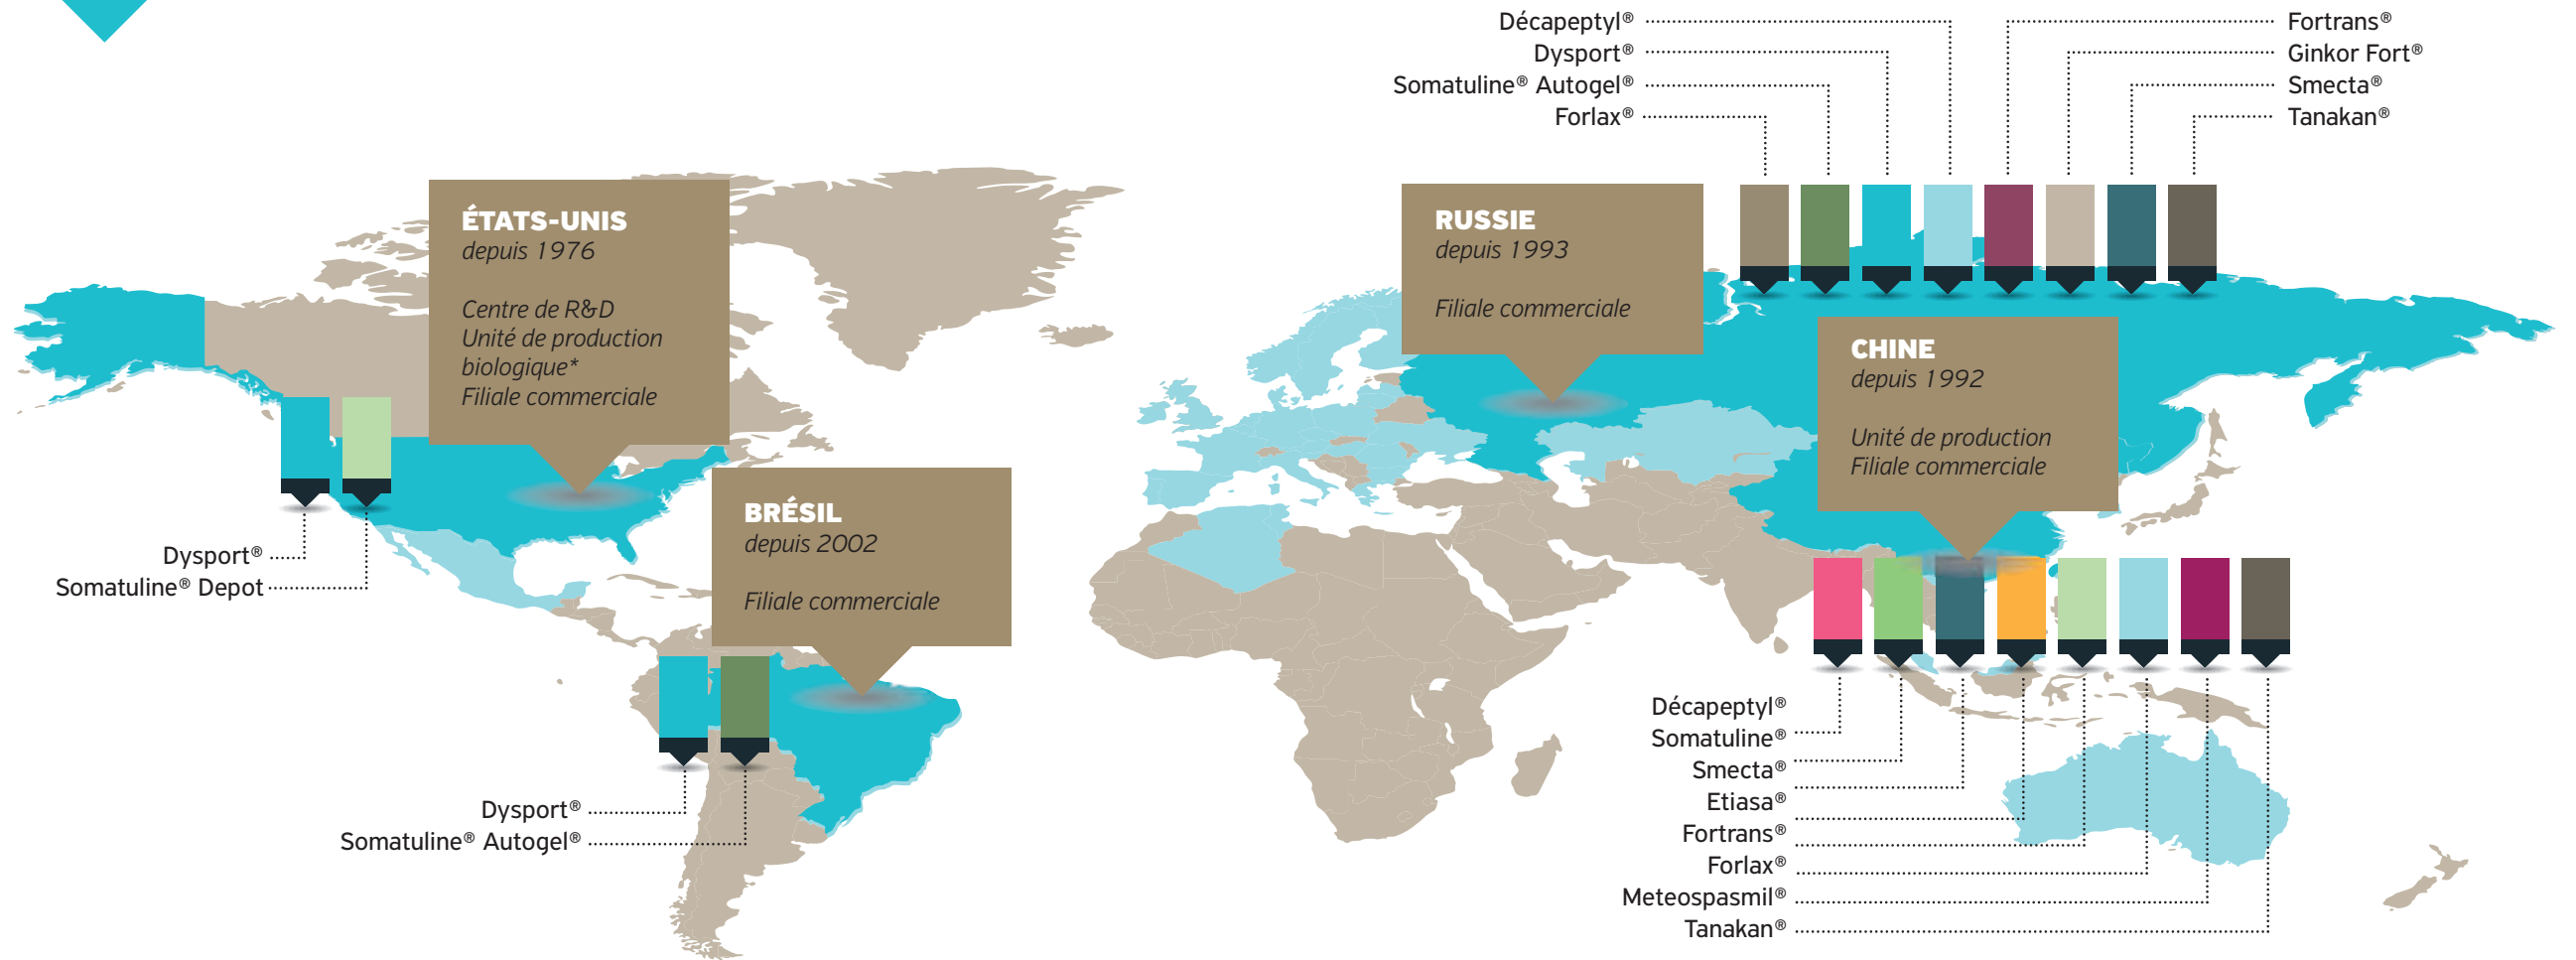 ÉTATS-UNIS
depuis 1976
Centre de R&D
Unité de production
biologique*
Filiale commerciale
Dysport®
Somatuline® Depot
BRÉSIL
depuis 2002
Filiale commerciale
Dysport®
Somatuline® Autogel®
Décapeptyl®
Dysport®
Somatuline® Autogel®
Forlax®
Fortrans®
Ginkor Fort®
Smecta®
Tanakan®
RUSSIE
depuis 1993
Filiale commerciale
CHINE
depuis 1992
Unité de production
Filiale commerciale
Décapeptyl®
Somatuline®
Smecta®
Etiasa®
Fortrans®
Forlax®
Meteospasmil®
Tanakan®